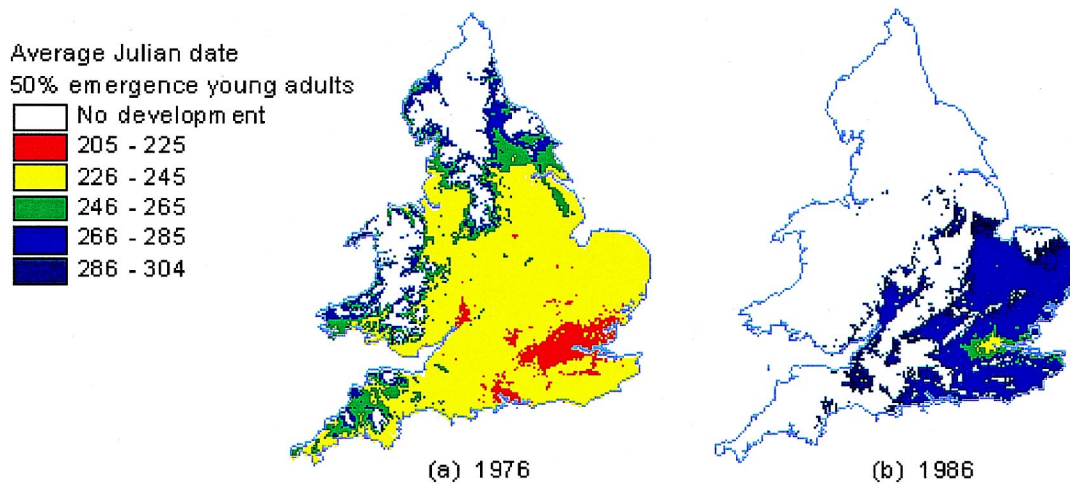 Average Julian date
50% emergence young adults
No development
205 - 225
226 - 245
246 - 265
266 - 285
286 - 304
(a) 1976
(b) 1986